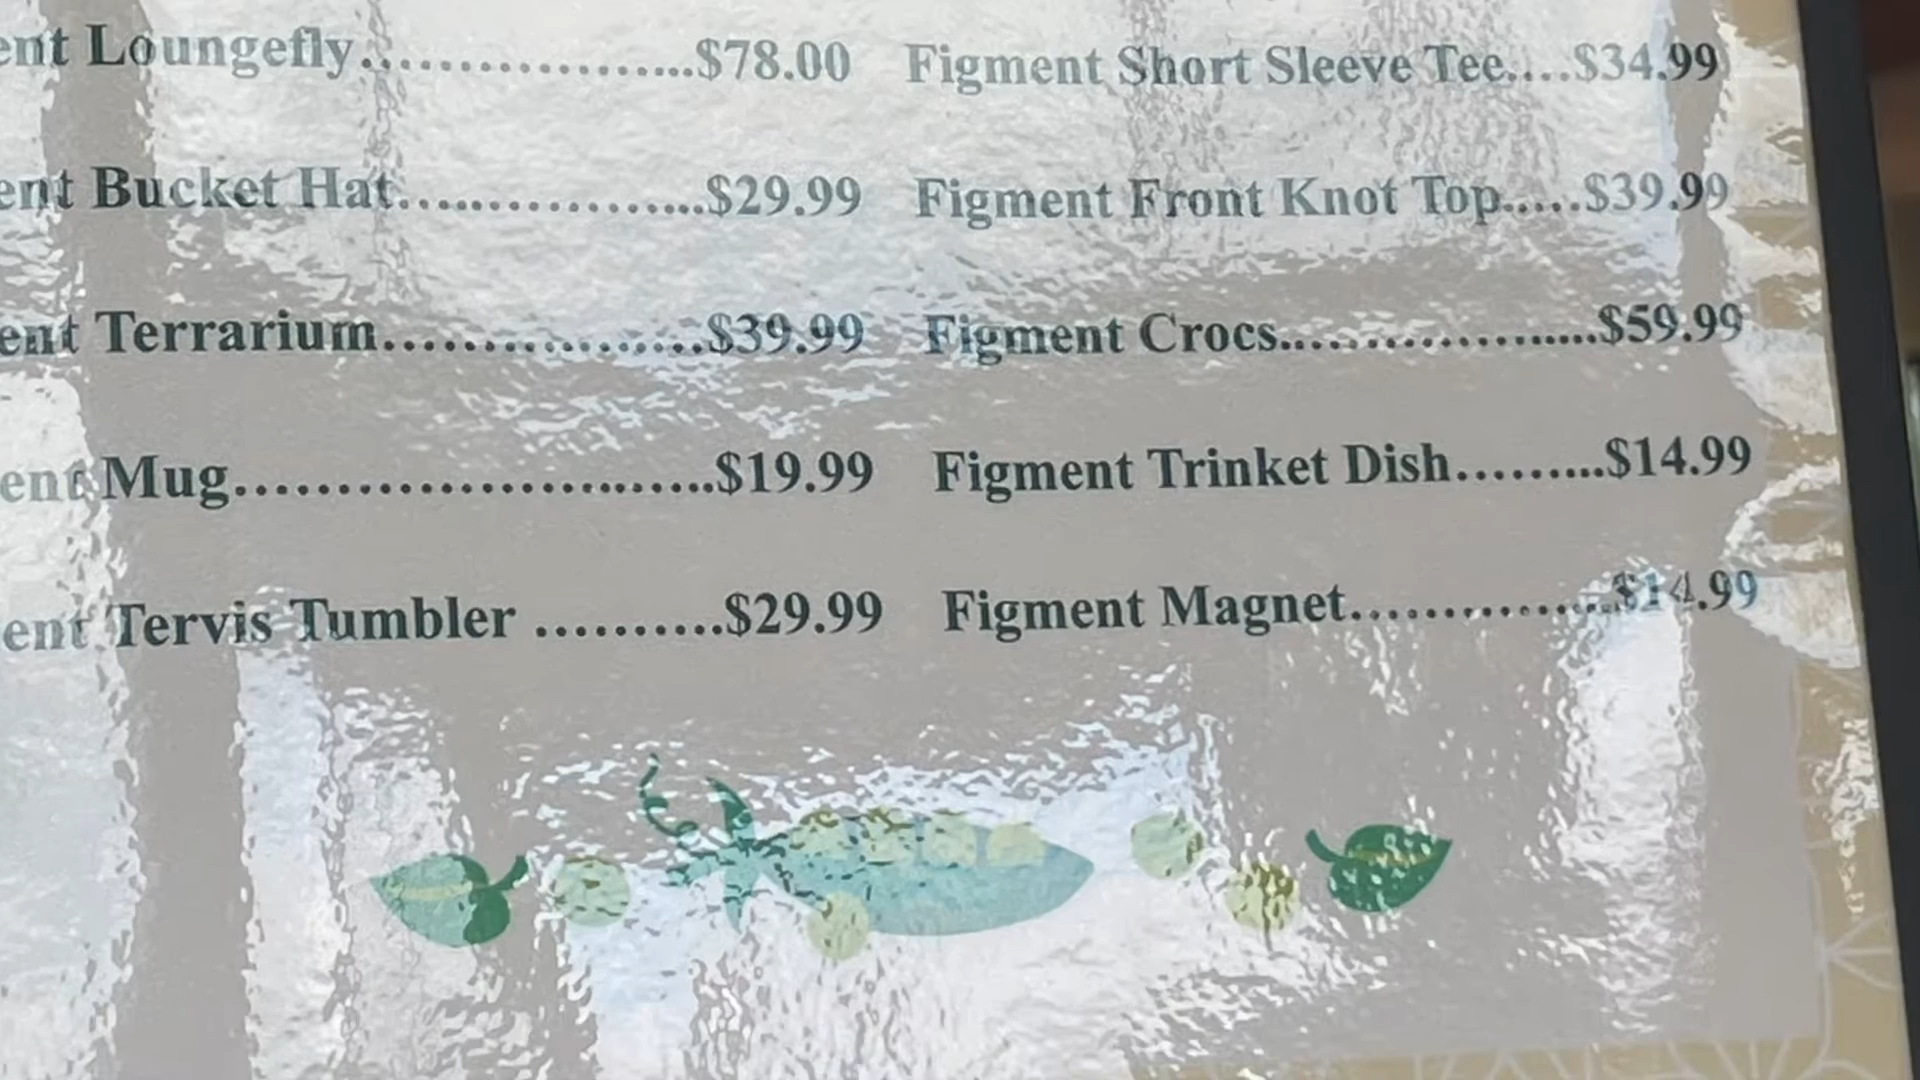 ent Loungefly....................$78.00 Figment Short Sleeve Tee....$34.99
ent Bucket Hat...................$29.99 Figment Front Knot Top.....$39.99
ent Terrarium....................$39.99 Figment Crocs.....................$59.99
ent Mug.............................$19.99 Figment Trinket Dish.........$14.99
ent Tervis Tumbler ..........$29.99 Figment Magnet................$14.99